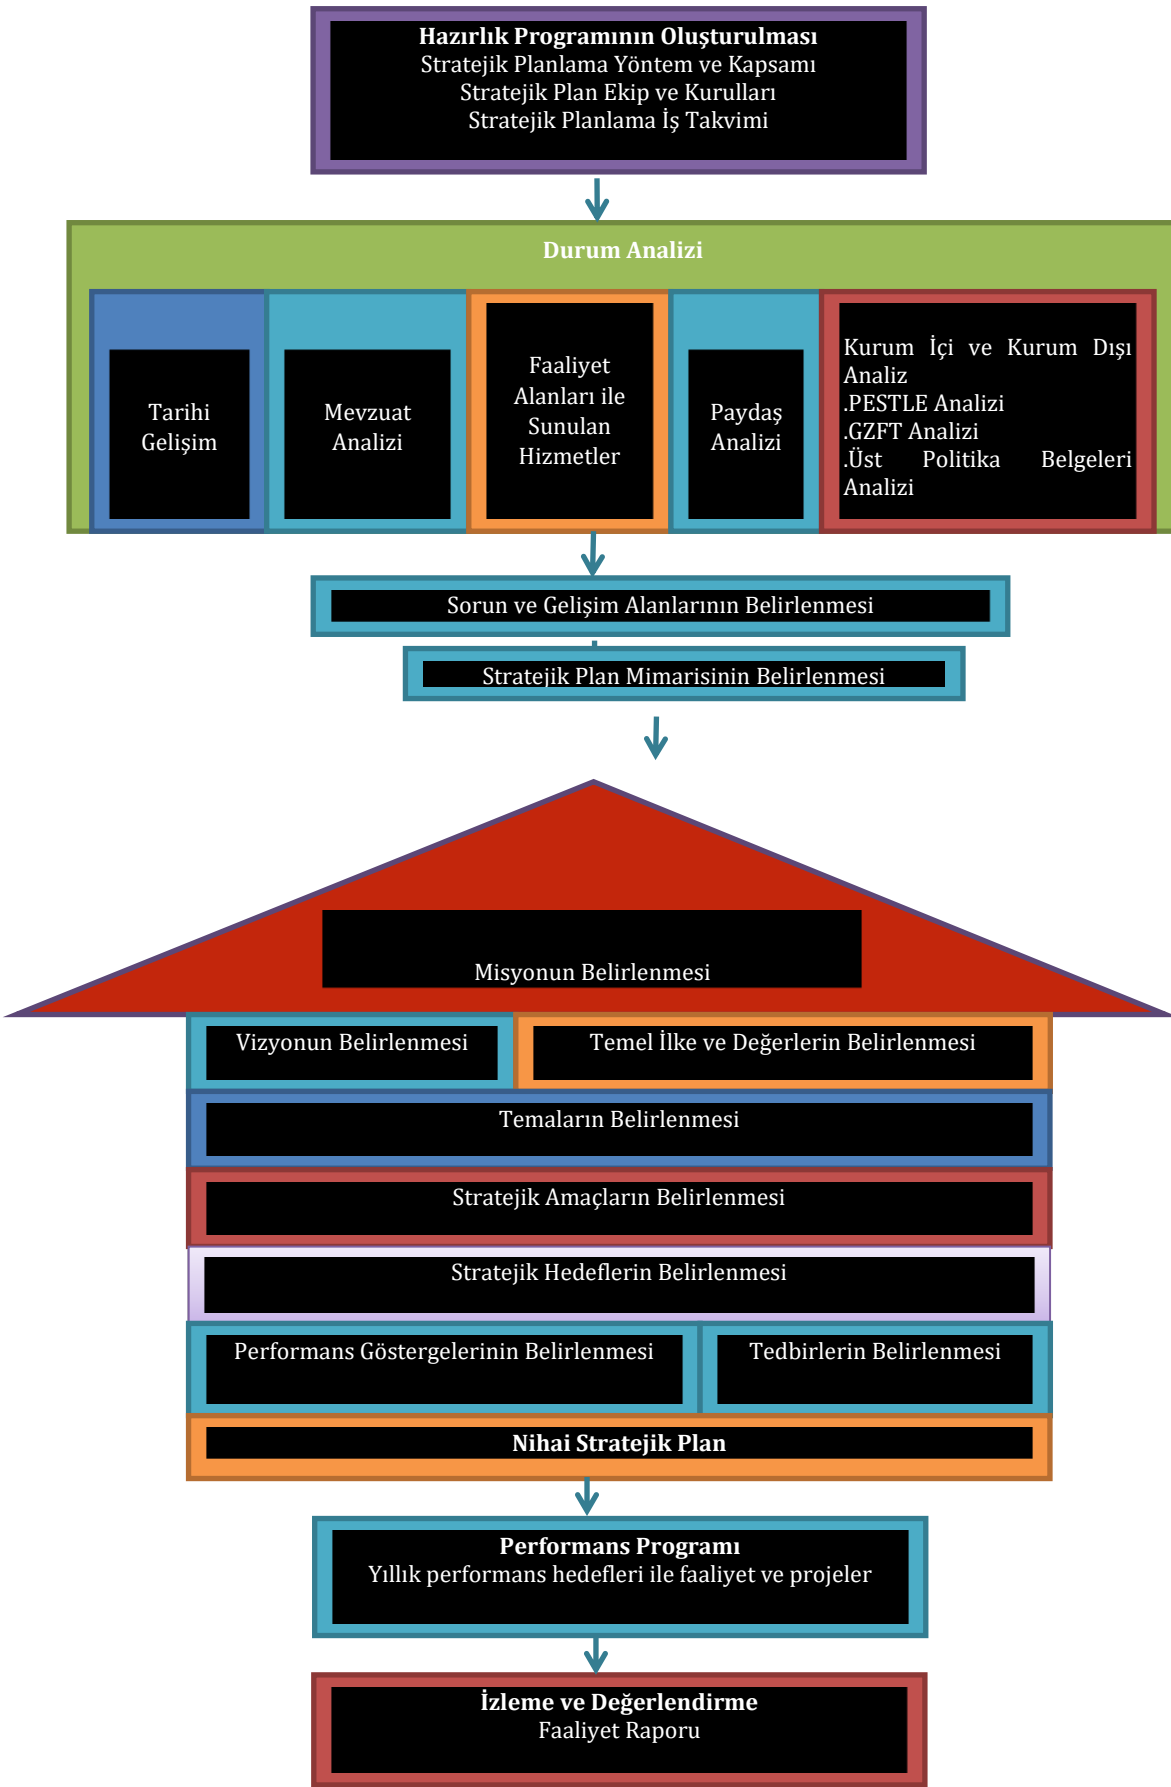 Hazırlık Programının Oluşturulması
Stratejik Planlama Yöntem ve Kapsamı
Stratejik Plan Ekip ve Kurulları
Stratejik Planlama İş Takvimi
Durum Analizi
Tarihi
Gelişim
Mevzuat
Analizi
Faaliyet
Alanları ile
Sunulan
Hizmetler
Paydaş
Analizi
Kurum İçi ve Kurum Dışı
Analiz
.PESTLE Analizi
.GZFT Analizi
.Üst Politika Belgeleri
Analizi
Sorun ve Gelişim Alanlarının Belirlenmesi
Stratejik Plan Mimarisinin Belirlenmesi
Misyonun Belirlenmesi
Vizyonun Belirlenmesi
Temel İlke ve Değerlerin Belirlenmesi
Temaların Belirlenmesi
Stratejik Amaçların Belirlenmesi
Stratejik Hedeflerin Belirlenmesi
Performans Göstergelerinin Belirlenmesi
Tedbirlerin Belirlenmesi
Nihai Stratejik Plan
Performans Programı
Yıllık performans hedefleri ile faaliyet ve projeler
İzleme ve Değerlendirme
Faaliyet Raporu